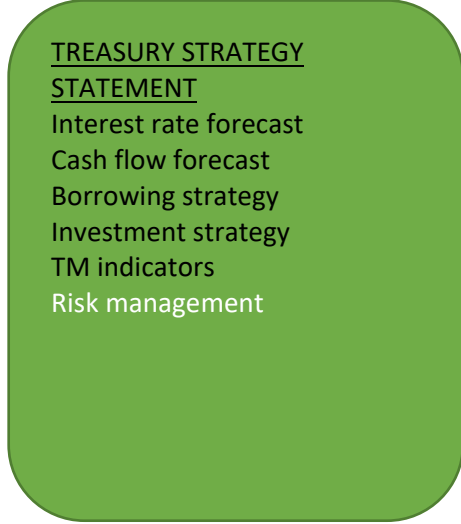 TREASURY STRATEGY
STATEMENT
Interest rate forecast
Cash flow forecast
Borrowing strategy
Investment strategy
TM indicators
Risk management